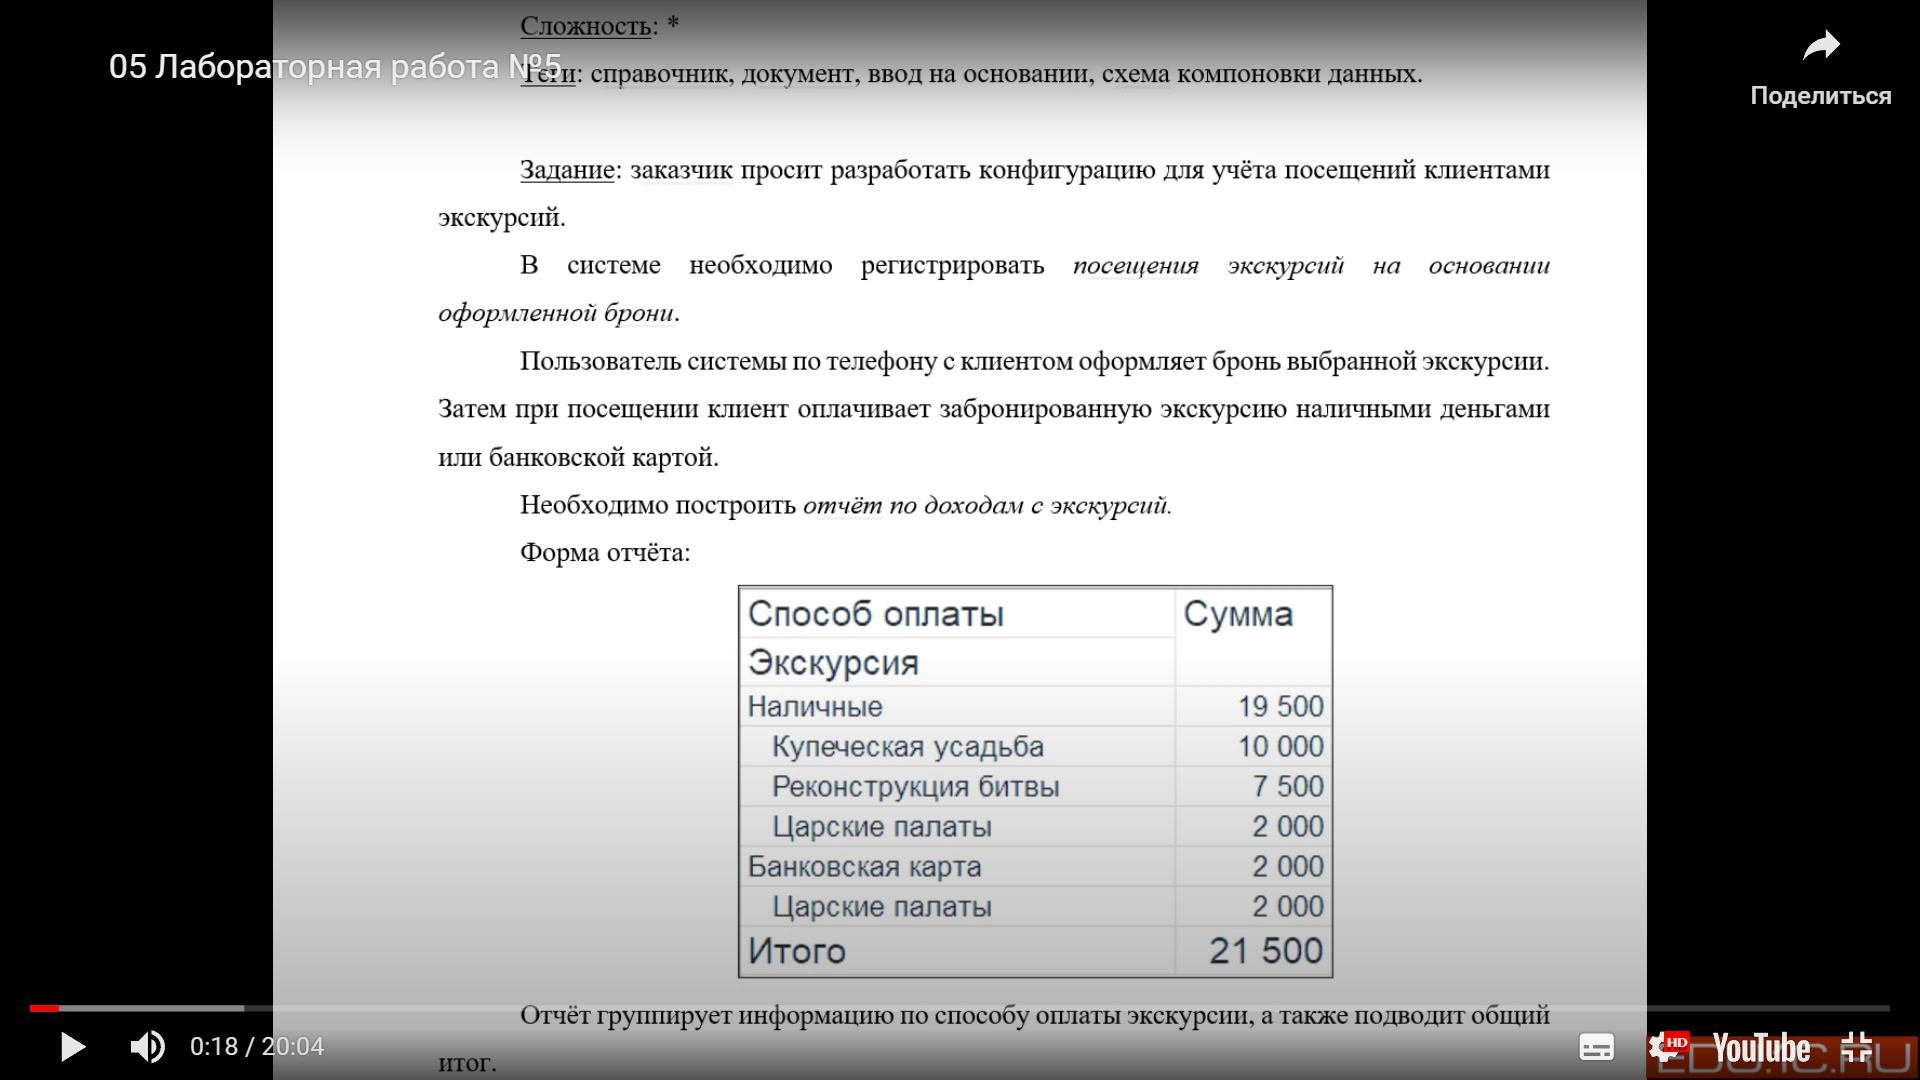 Сложность: *
05 Лабораторная работа №5
Теги: справочник, документ, ввод на основании, схема компоновки данных.
Поделиться
Задание: заказчик просит разработать конфигурацию для учёта посещений клиентами
экскурсий.
В системе необходимо регистрировать посещения экскурсий на основании
оформленной брони.
Пользователь системы по телефону с клиентом оформляет бронь выбранной экскурсии.
Затем при посещении клиент оплачивает забронированную экскурсию наличными деньгами
или банковской картой.
Необходимо построить отчёт по доходам с экскурсий.
Форма отчёта:
Способ оплаты Сумма
Экскурсия
Наличные 19 500
Купеческая усадьба 10 000
Реконструкция битвы 7 500
Царские палаты 2 000
Банковская карта 2 000
Царские палаты 2 000
Итого 21 500
Отчёт группирует информацию по способу оплаты экскурсии, а также подводит общий
итог.
0:18 / 20:04
HD
YouTube
EDU.1C.RU